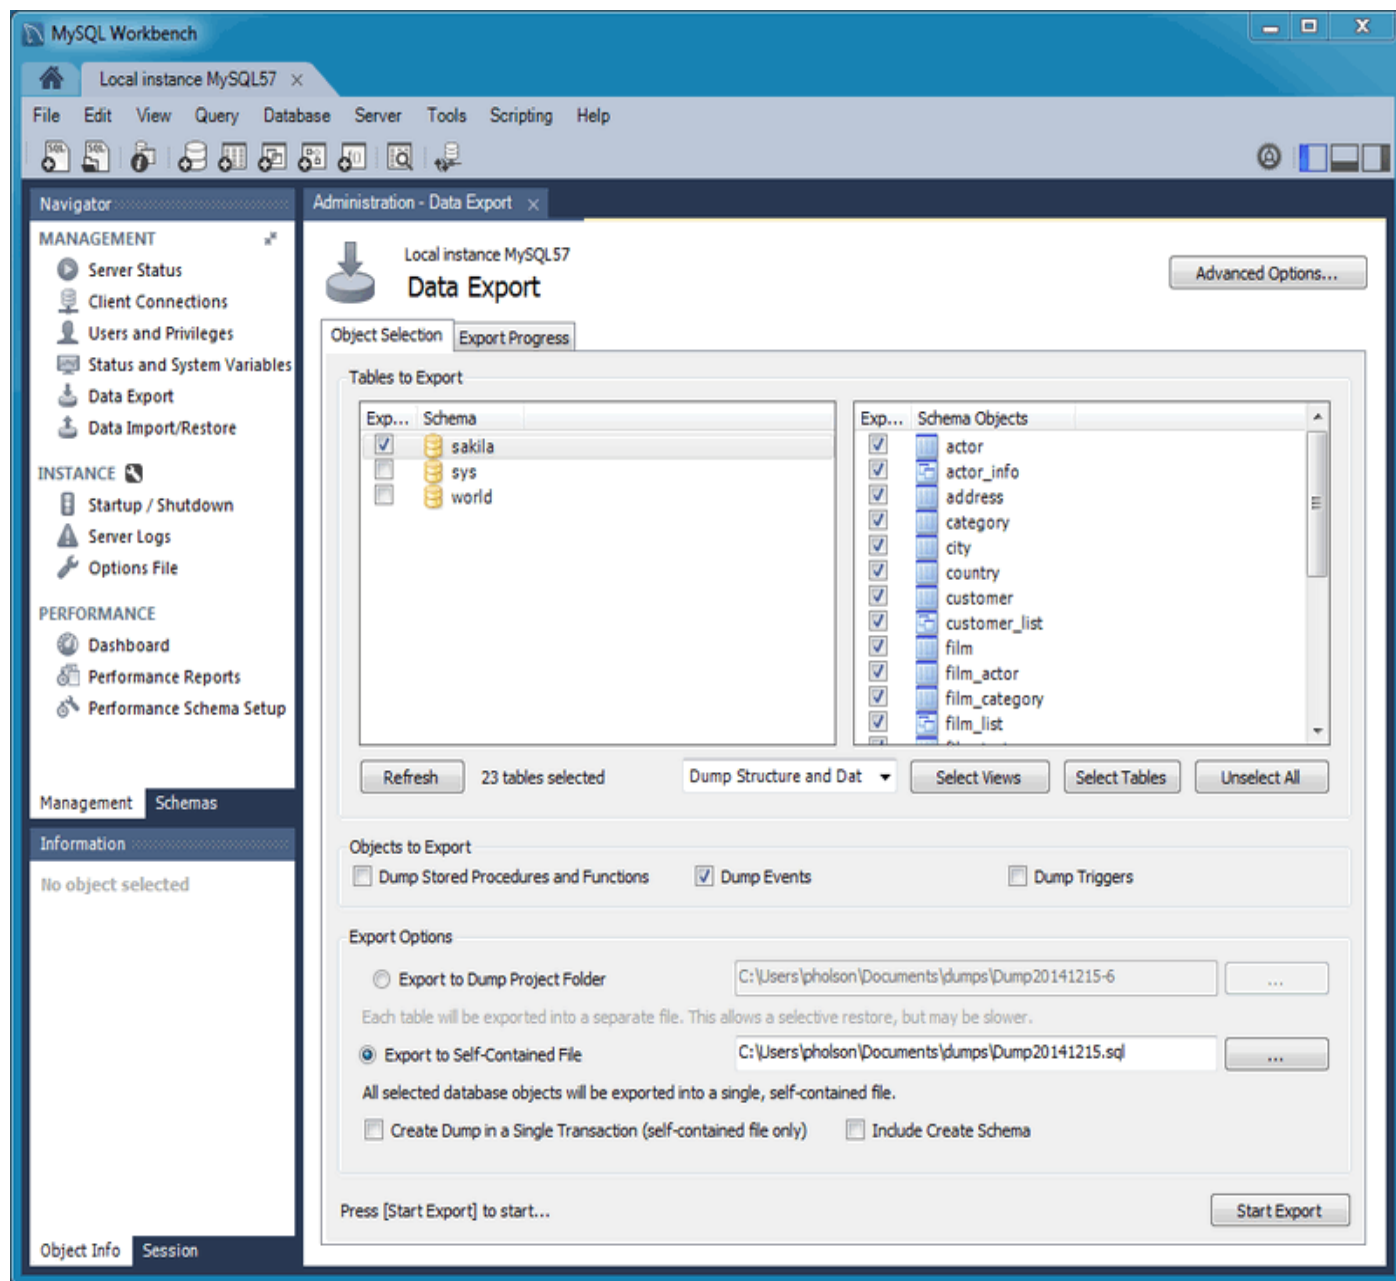 MySQL Workbench
Local instance MySQL57
File Edit View Query Database Server Tools Scripting Help
Navigator
MANAGEMENT
Server Status
Client Connections
Users and Privileges
Status and System Variables
Data Export
Data Import/Restore
INSTANCE
Startup / Shutdown
Server Logs
Options File
PERFORMANCE
Dashboard
Performance Reports
Performance Schema Setup
Management Schemas
Information
No object selected
Object Info Session
Administration - Data Export
Local instance MySQL57
Data Export
Advanced Options...
Object Selection Export Progress
Tables to Export
Exp... Schema
sakila
sys
world
Exp... Schema Objects
actor
actor_info
address
category
city
country
customer
customer_list
film
film_actor
film_category
film_list
Refresh 23 tables selected Dump Structure and Dat Select Views Select Tables Unselect All
Objects to Export
Dump Stored Procedures and Functions Dump Events Dump Triggers
Export Options
Export to Dump Project Folder C:\Users\pholson\Documents\dumps\Dump20141215-6 ...
Each table will be exported into a separate file. This allows a selective restore, but may be slower.
Export to Self-Contained File C:\Users\pholson\Documents\dumps\Dump20141215.sql ...
All selected database objects will be exported into a single, self-contained file.
Create Dump in a Single Transaction (self-contained file only) Include Create Schema
Press [Start Export] to start... Start Export